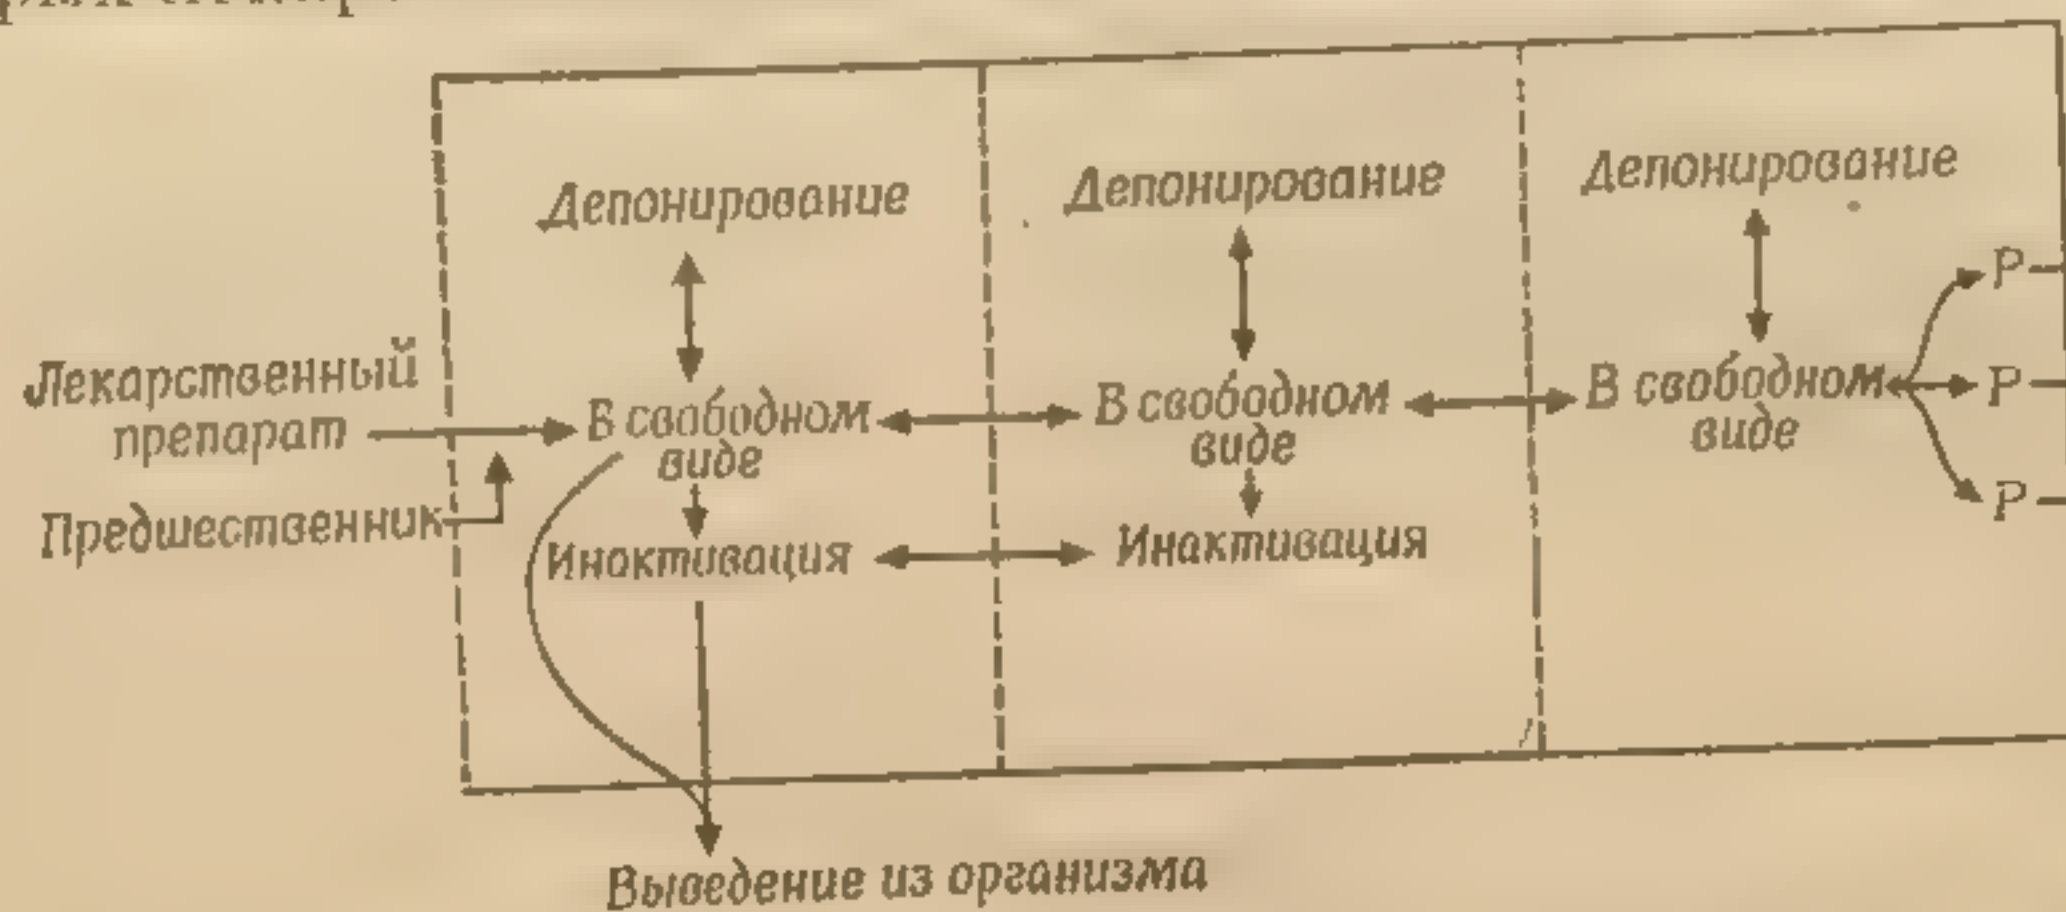 Депонирование
Депонирование
Депонирование
Лекарственный
препарат
В свободном
виде
В свободном
виде
В свободном
виде
Р
Р
Р
Предшественник
Инактивация
Инактивация
Выведение из организма